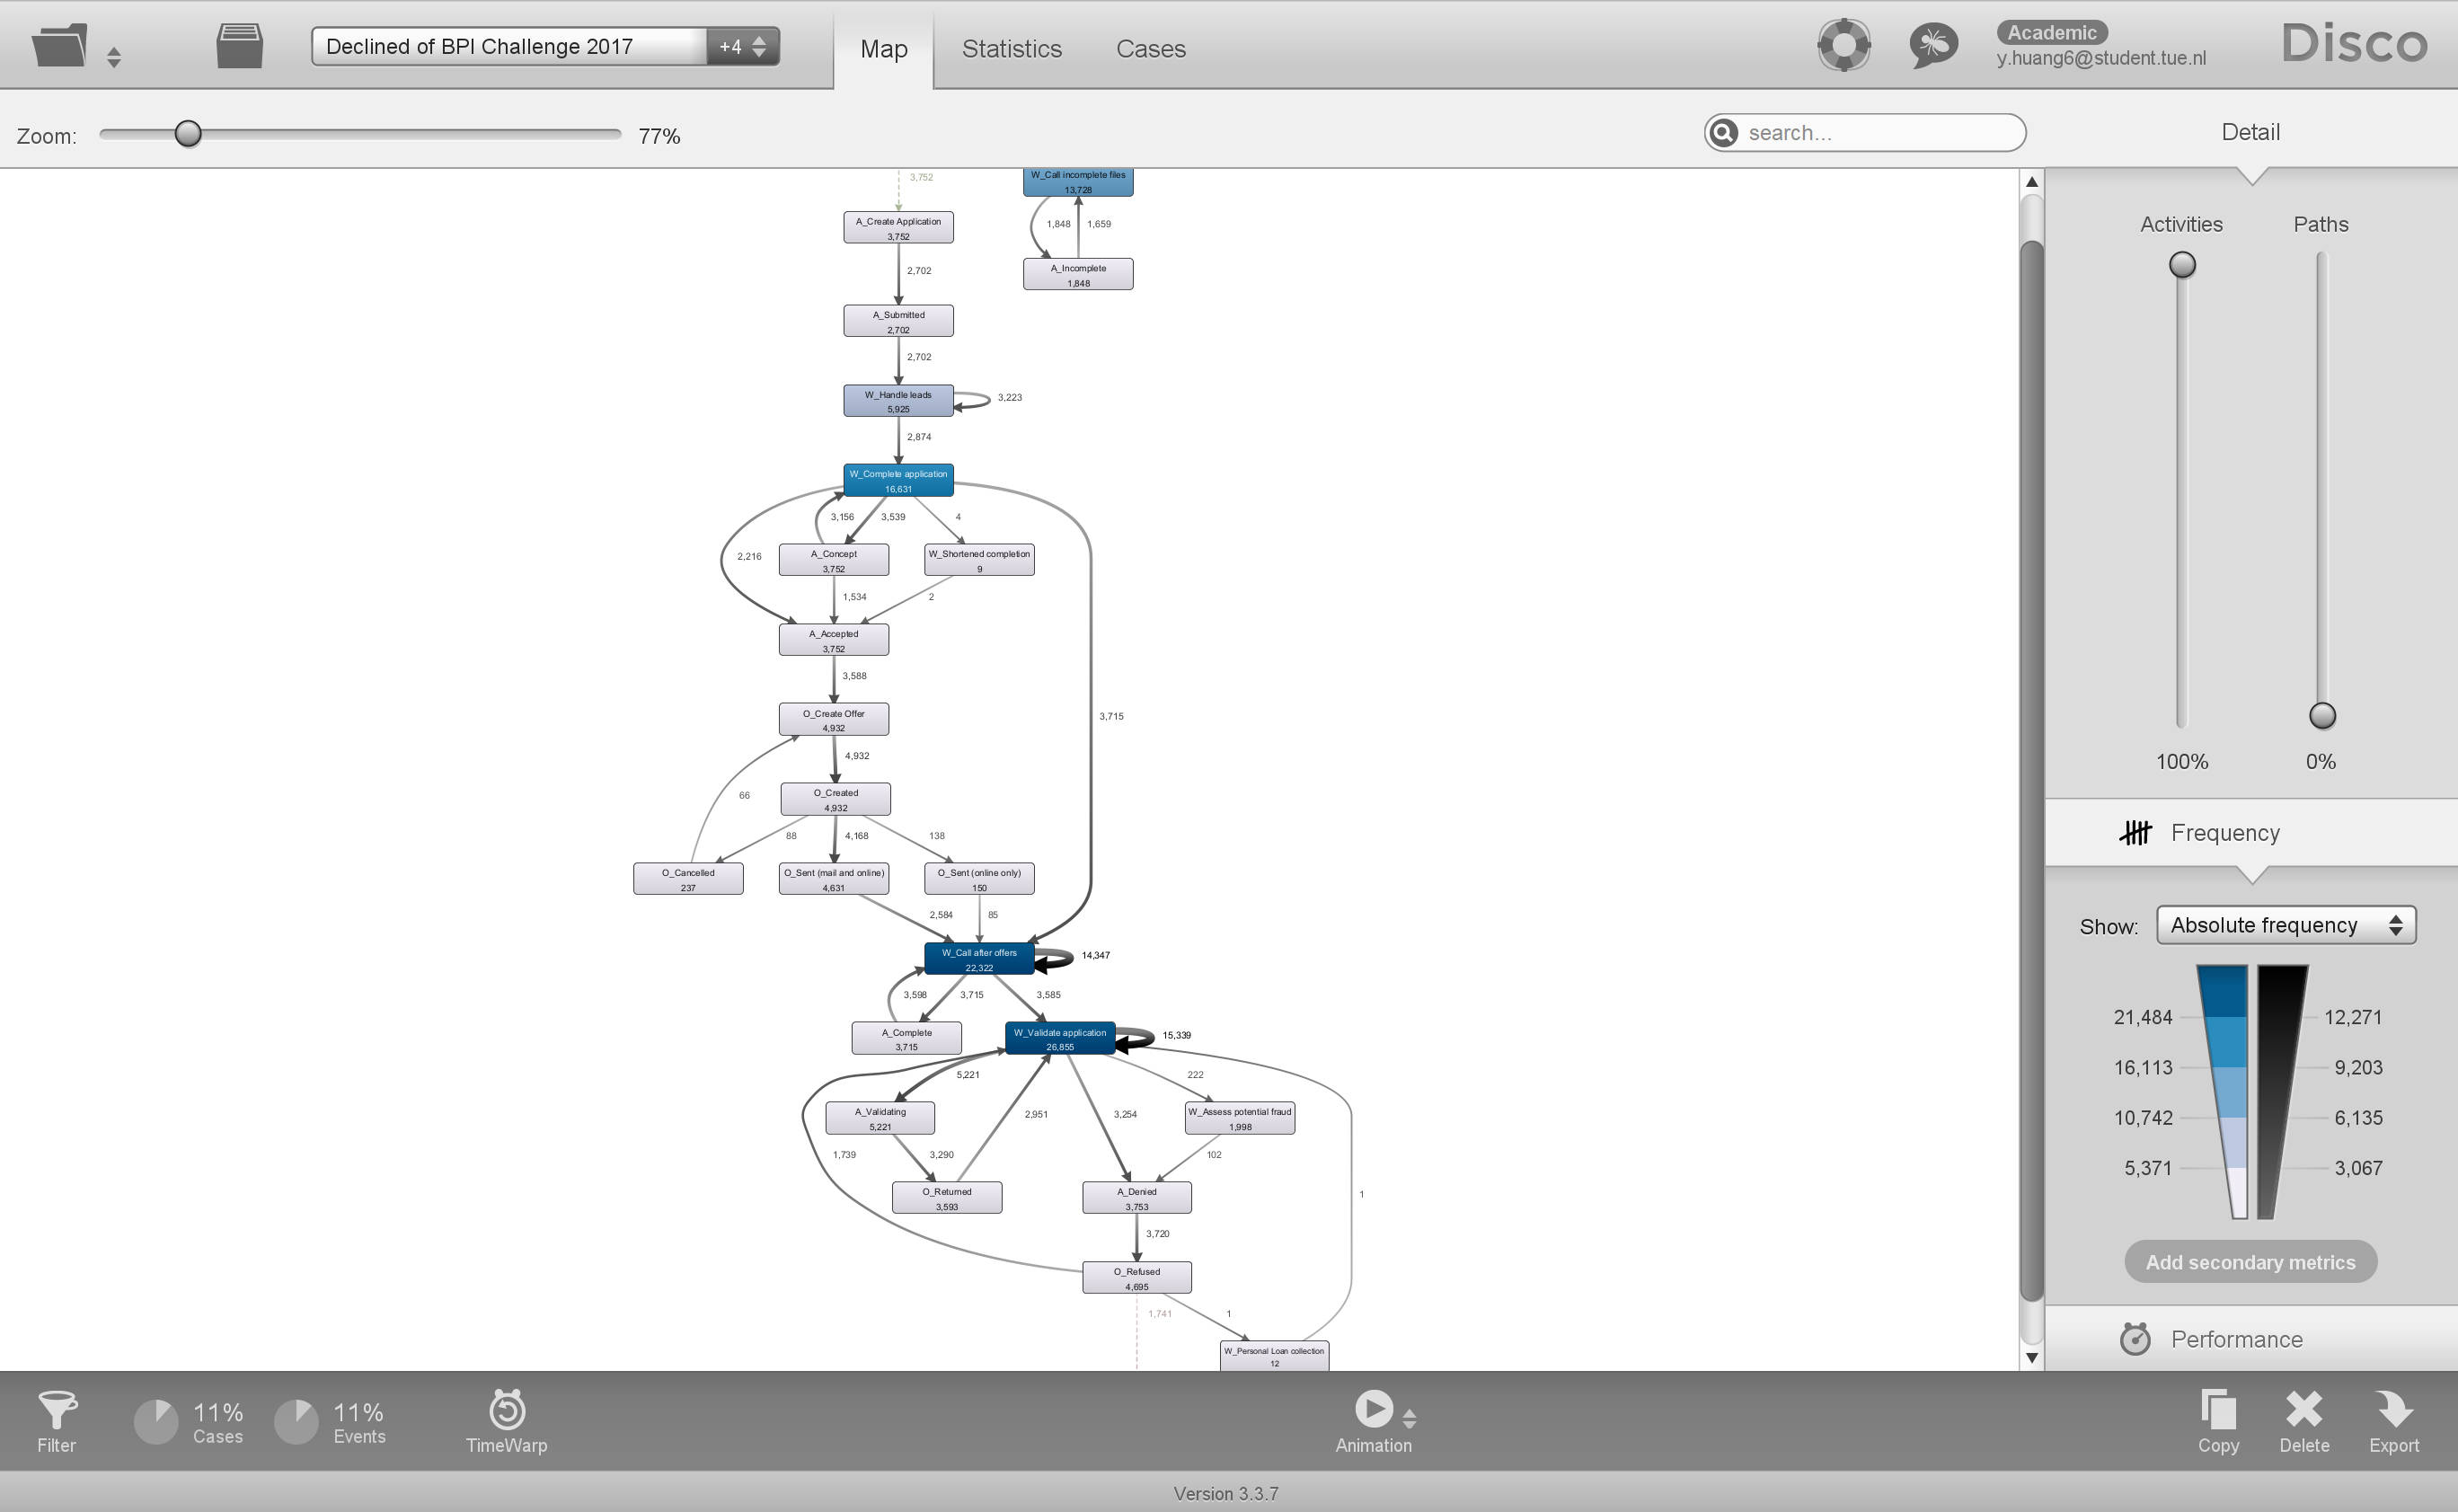 Declined of BPI Challenge 2017
+4
Map
Statistics
Cases
Academic
y.huang6@student.tue.nl
Disco
Zoom:
77%
search...
Detail
3,752
W_Call incomplete files
13,728
A_Create Application
3,752
1,848
1,659
2,702
A_Incomplete
1,848
A_Submitted
2,702
2,702
W_Handle leads
5,925
3,223
2,874
W_Complete application
16,631
3,156
3,539
4
2,216
A_Concept
3,752
W_Shortened completion
9
1,534
2
A_Accepted
3,752
3,588
O_Create Offer
4,932
3,715
4,932
66
O_Created
4,932
88
4,168
138
O_Cancelled
237
O_Sent (mail and online)
4,631
O_Sent (online only)
150
2,584
85
W_Call after offers
22,322
14,347
3,598
3,715
3,585
A_Complete
3,715
W_Validate application
26,855
15,339
5,221
222
A_Validating
5,221
2,951
3,254
W_Assess potential fraud
1,998
1,739
3,290
102
O_Returned
3,593
A_Denied
3,753
1
3,720
O_Refused
4,695
1,741
1
W_Personal Loan collection
12
Activities
Paths
100%
0%
Frequency
Show:
Absolute frequency
21,484
12,271
16,113
9,203
10,742
6,135
5,371
3,067
Add secondary metrics
Performance
Filter
11%
Cases
11%
Events
TimeWarp
Animation
Copy
Delete
Export
Version 3.3.7